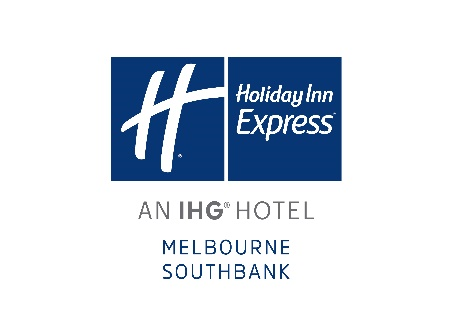 H
Holiday Inn
Express
AN IHG® HOTEL
MELBOURNE
SOUTHBANK